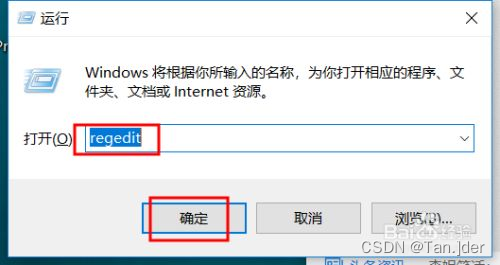 运行
Windows 将根据你所输入的名称，为你打开相应的程序、文
件夹、文档或 Internet 资源。
打开(O)
regedit
确定
取消
浏览(B)...
CSDN @Tan.jder